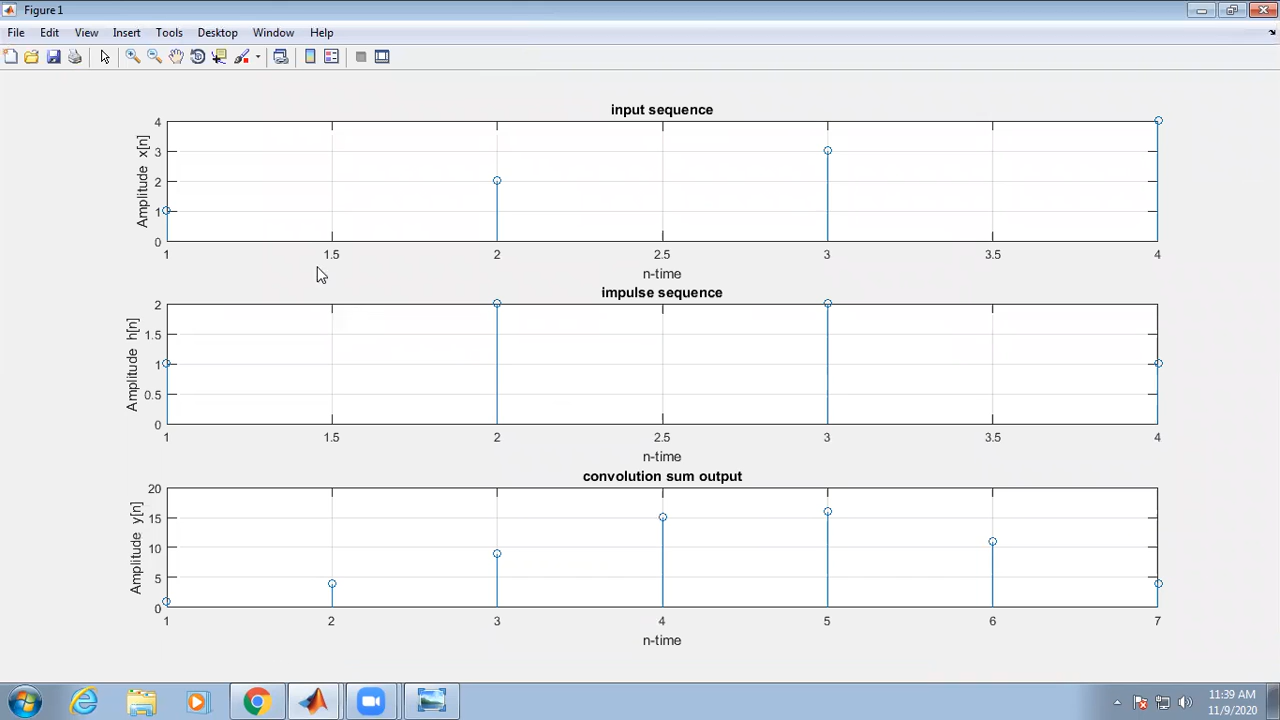 Figure 1
File Edit View Insert Tools Desktop Window Help
input sequence
Amplitude x[n]
4
3
2
1
0
1 1.5 2 2.5 3 3.5 4
n-time
impulse sequence
Amplitude h[n]
2
1.5
1
0.5
0
1 1.5 2 2.5 3 3.5 4
n-time
convolution sum output
Amplitude y[n]
20
15
10
5
0
1 2 3 4 5 6 7
n-time
11:39 AM
11/9/2020